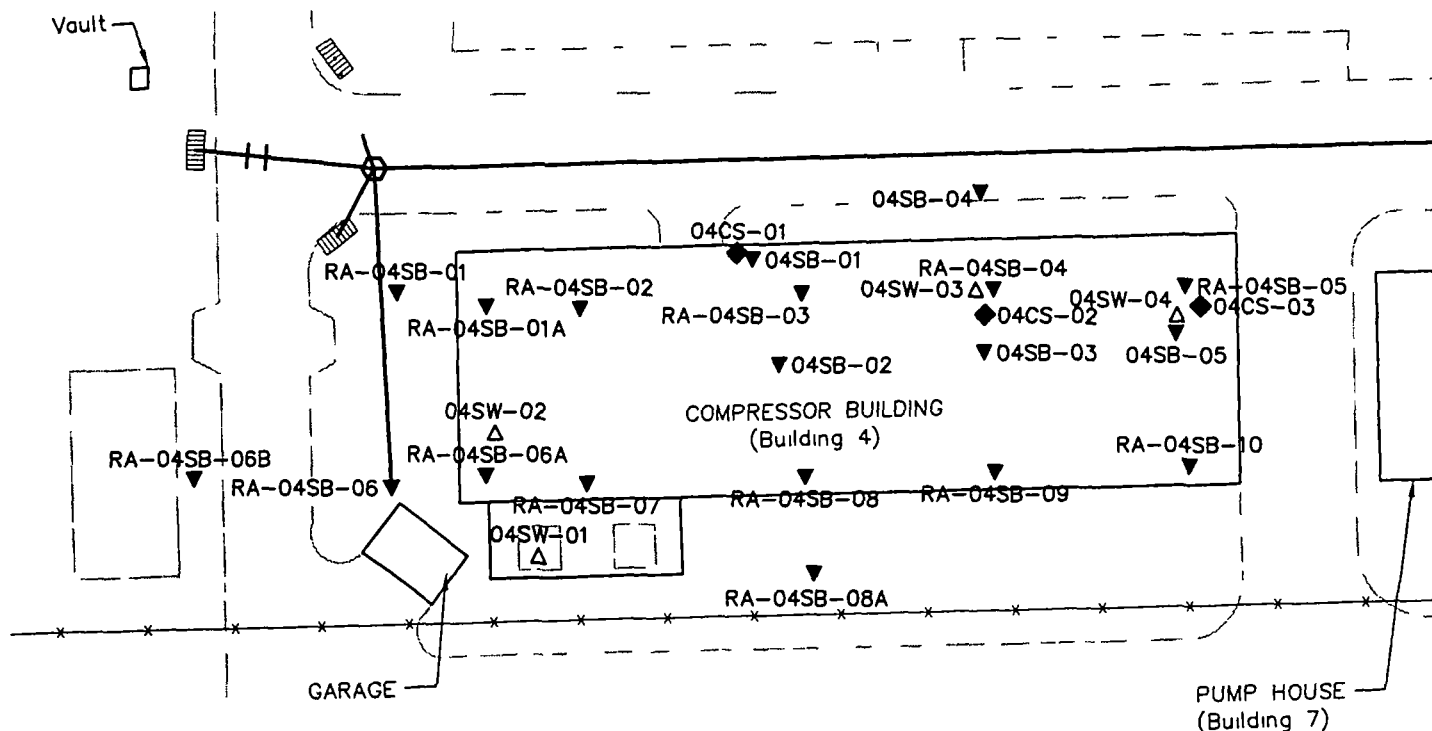 Vault
04SB-04
04CS-01
04SB-01
RA-04SB-01
RA-04SB-04
RA-04SB-02
04SW-03
RA-04SB-05
04SW-04
04CS-03
RA-04SB-01A
RA-04SB-03
04CS-02
04SB-05
04SB-03
04SB-02
04SW-02
COMPRESSOR BUILDING
(Building 4)
RA-04SB-10
RA-04SB-06A
RA-04SB-06B
RA-04SB-06
RA-04SB-07
RA-04SB-08
RA-04SB-09
04SW-01
RA-04SB-08A
GARAGE
PUMP HOUSE
(Building 7)